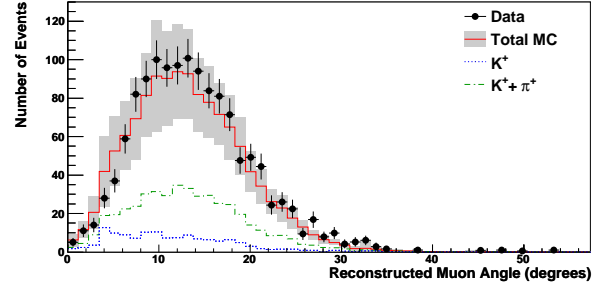 Number of Events
120
100
80
60
40
20
0
Data
Total MC
K+
K+ + π+
0 10 20 30 40 50
Reconstructed Muon Angle (degrees)